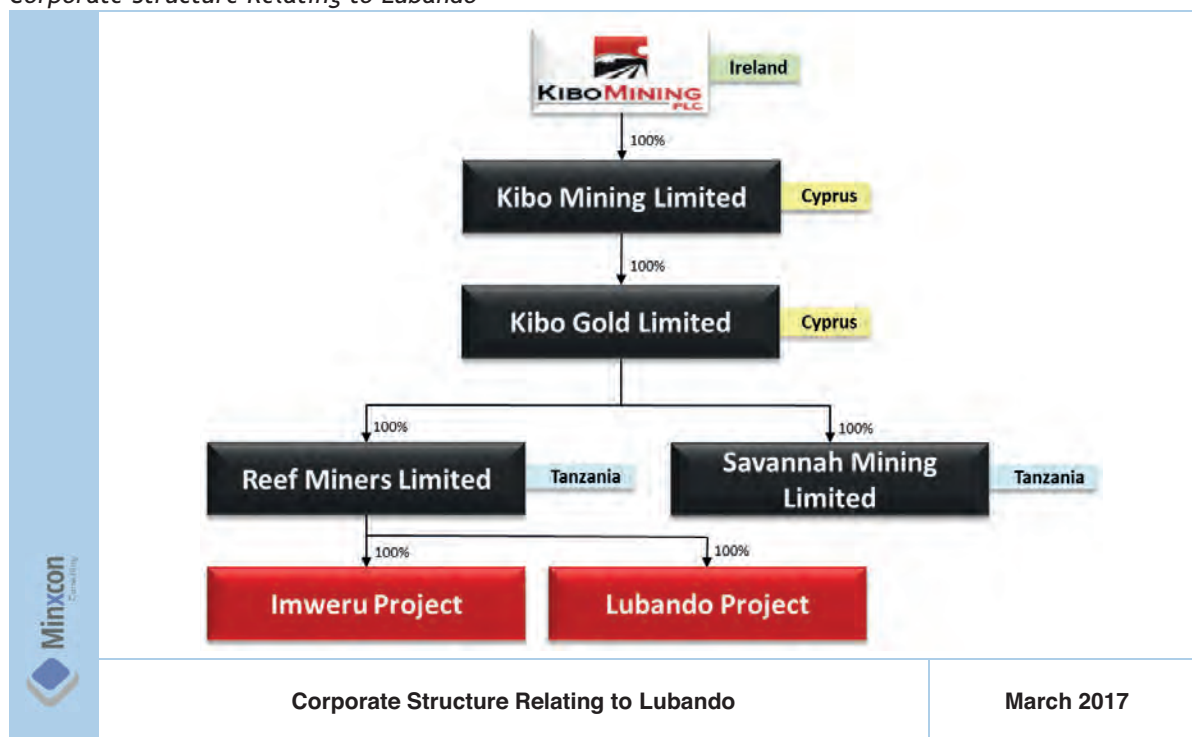 Corporate Structure Relating to Lubando
KIBOMINING
PLC
Ireland
100%
Kibo Mining Limited
Cyprus
100%
Kibo Gold Limited
Cyprus
100%
100%
Reef Miners Limited
Tanzania
Savannah Mining
Limited
Tanzania
100%
100%
Imweru Project
Lubando Project
Minxcon
Consulting
Corporate Structure Relating to Lubando
March 2017